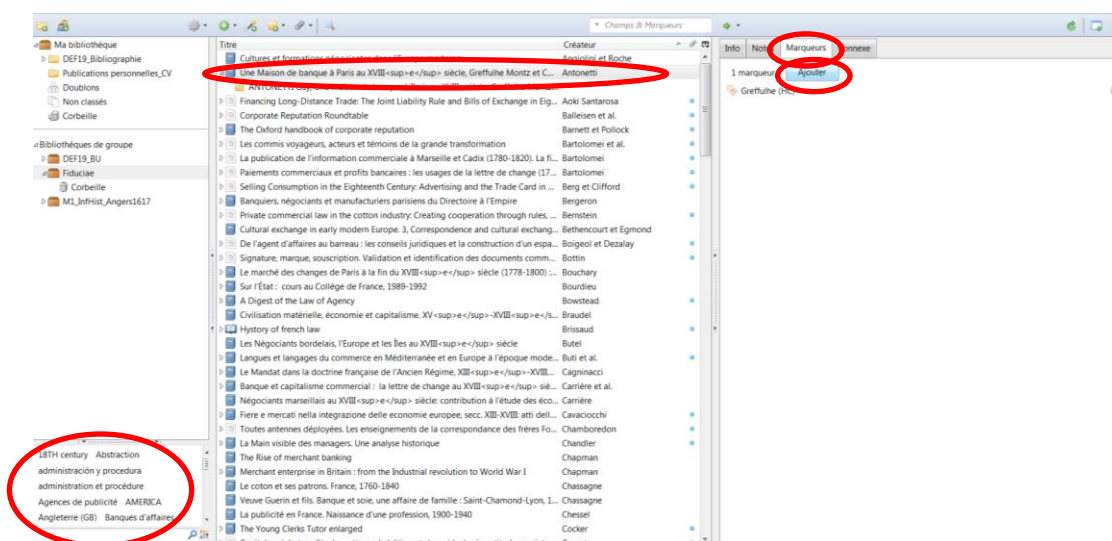 Champs & Marqueurs
Ma bibliothèque
DEF19_Bibliographie
Publications personnelles_CV
Doublons
Non classés
Corbeille
Bibliothèques de groupe
DEF19_BU
Fiduciae
Corbeille
M1_InfHist_Angers1617
18TH century Abstraction
administración y procedura
administration et procédure
Agences de publicité AMERICA
Angleterre (GB) Banques d'affaires
Titre Créateur
Cultures et formations négociantes dans l'Europe moderne Angiolini et Roche
Une Maison de banque à Paris au XVIII<sup>e</sup> siècle, Greffulhe Montz et C... Antonetti
Financing Long-Distance Trade: The Joint Liability Rule and Bills of Exchange in Eig... Aoki Santarosa
Corporate Reputation Roundtable Balleisen et al.
The Oxford handbook of corporate reputation Barnett et Pollock
Les commis voyageurs, acteurs et témoins de la grande transformation Bartolomei et al.
La publication de l'information commerciale à Marseille et Cadix (1780-1820). La fi... Bartolomei
Paiements commerciaux et profits bancaires : les usages de la lettre de change (17... Bartolomei
Selling Consumption in the Eighteenth Century: Advertising and the Trade Card in ... Berg et Clifford
Banquiers, négociants et manufacturiers parisiens du Directoire à l'Empire Bergeron
Private commercial law in the cotton industry: Creating cooperation through rules, ... Bernstein
Cultural exchange in early modern Europe. 3, Correspondence and cultural exchang... Bethencourt et Egmond
De l'agent d'affaires au barreau : les conseils juridiques et la construction d'un espa... Boigeol et Dezalay
Signature, marque, souscription. Validation et identification des documents comm... Bottin
Le marché des changes de Paris à la fin du XVIII<sup>e</sup> siècle (1778-1800) :... Bouchary
Sur l'État : cours au Collège de France, 1989-1992 Bourdieu
A Digest of the Law of Agency Bowstead
Civilisation matérielle, économie et capitalisme. XV<sup>e</sup>-XVIII<sup>e</s... Braudel
Hystory of french law Brissaud
Les Négociants bordelais, l'Europe et les Îles au XVIII<sup>e</sup> siècle Butel
Langues et langages du commerce en Méditerranée et en Europe à l'époque mode... Buti et al.
Le Mandat dans la doctrine française de l'Ancien Régime, XIII<sup>e</sup>-XVIII... Cagninacci
Banque et capitalisme commercial : la lettre de change au XVIII<sup>e</sup> siè... Carrière et al.
Négociants marseillais au XVIII<sup>e</sup> siècle: contribution à l'étude des éco... Carrière
Fiere e mercati nella integrazione delle economie europee, secc. XIII-XVIII: atti dell... Cavaciocchi
Toutes antennes déployées. Les enseignements de la correspondance des frères Fo... Chamboredon
La Main visible des managers. Une analyse historique Chandler
The Rise of merchant banking Chapman
Merchant enterprise in Britain : from the Industrial revolution to World War I Chapman
Le coton et ses patrons. France, 1760-1840 Chassagne
Veuve Guerin et fils. Banque et soie, une affaire de famille : Saint-Chamond-Lyon, 1... Chassagne
La publicité en France. Naissance d'une profession, 1900-1940 Chessel
The Young Clerks Tutor enlarged Cocker
Info Marqueurs
1 marqueur Ajouter
Greffulhe